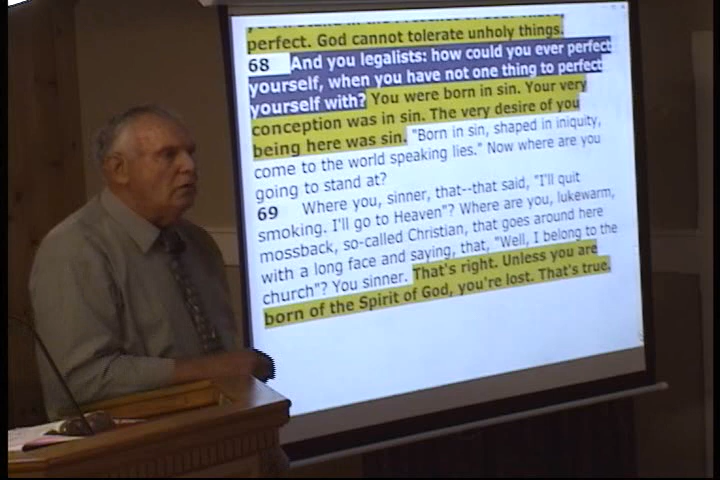 perfect. God cannot tolerate unholy things.
68 And you legalists: how could you ever perfect
yourself, when you have not one thing to perfect
yourself with? You were born in sin. Your very
conception was in sin. The very desire of you
being here was sin. "Born in sin, shaped in iniquity,
come to the world speaking lies." Now where are you
going to stand at?
69 Where you, sinner, that--that said, "I'll quit
smoking. I'll go to Heaven"? Where are you, lukewarm,
mossback, so-called Christian, that goes around here
with a long face and saying, that, "Well, I belong to the
church"? You sinner. That's right. Unless you are
born of the Spirit of God, you're lost. That's true.